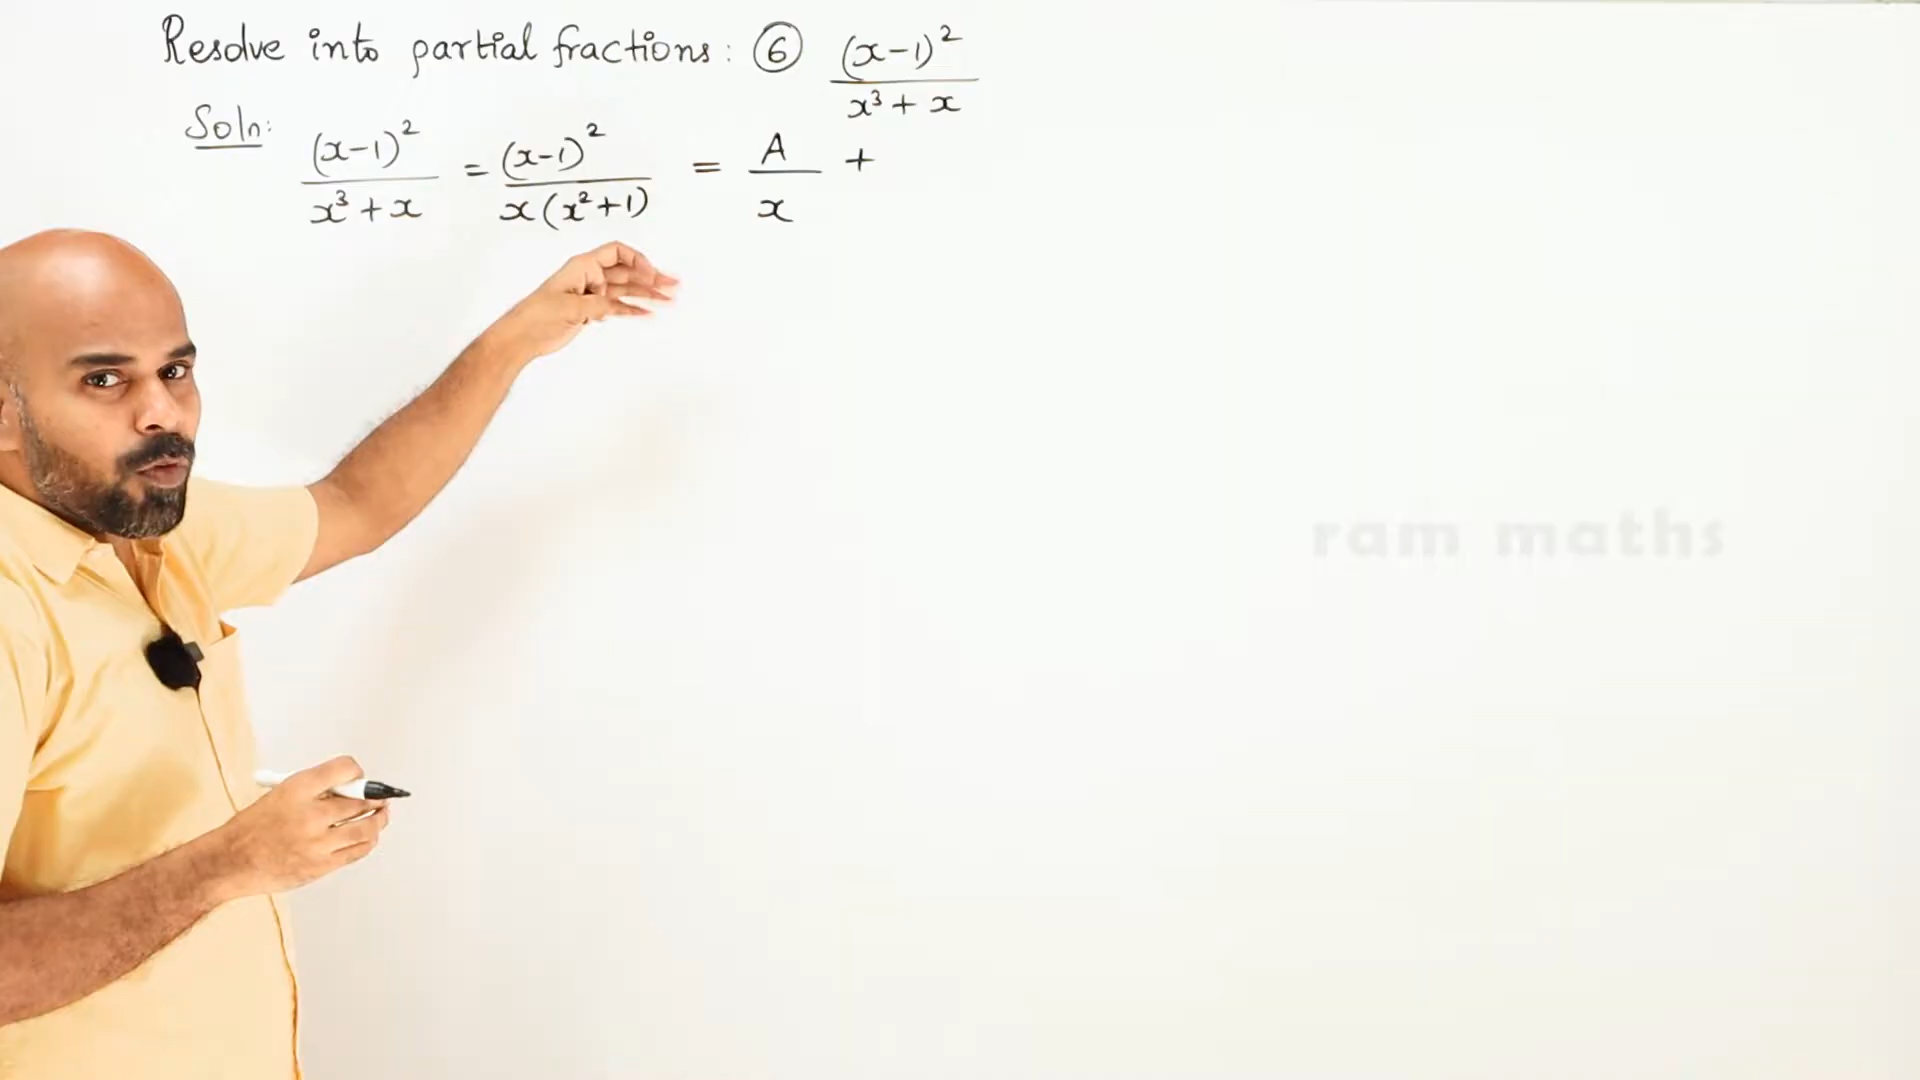 Resolve into partial fractions: ⑥ (x-1)² / x³ + x
Soln: (x-1)² / x³ + x = (x-1)² / x(x²+1) = A / x +
ram maths